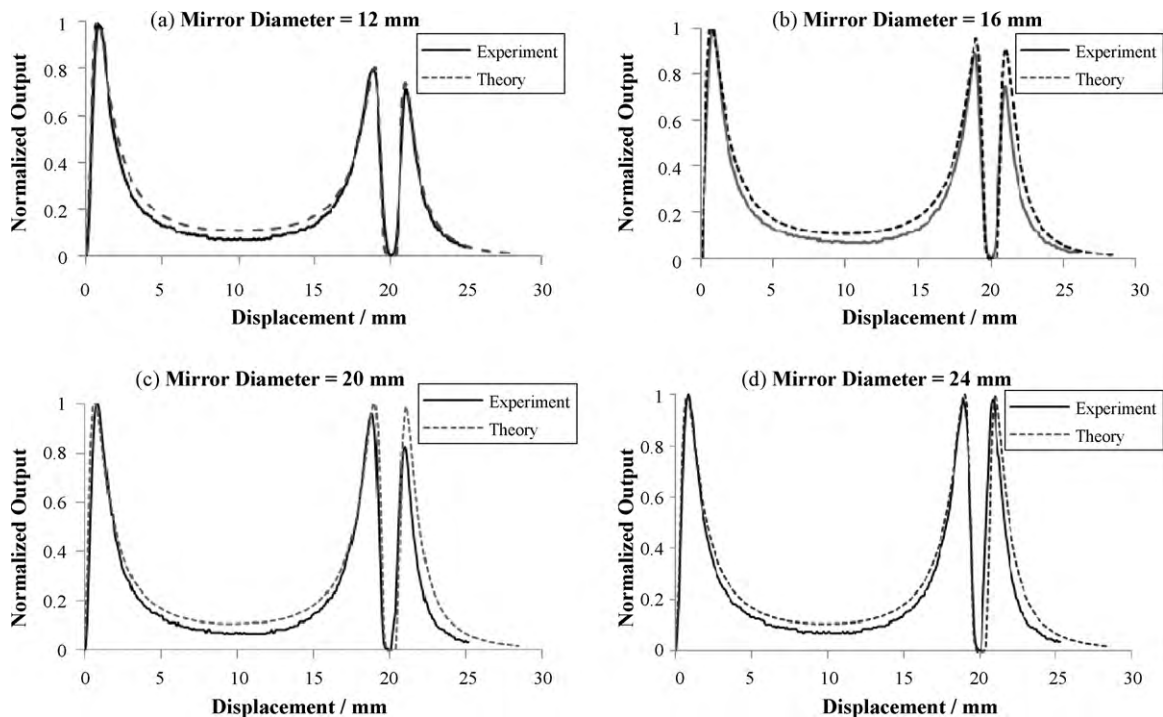 (a) Mirror Diameter = 12 mm
Experiment
Theory
Normalized Output
1
0.8
0.6
0.4
0.2
0
0 5 10 15 20 25 30
Displacement / mm
(b) Mirror Diameter = 16 mm
Experiment
Theory
Normalized Output
1
0.8
0.6
0.4
0.2
0
0 5 10 15 20 25 30
Displacement / mm
(c) Mirror Diameter = 20 mm
Experiment
Theory
Normalized Output
1
0.8
0.6
0.4
0.2
0
0 5 10 15 20 25 30
Displacement / mm
(d) Mirror Diameter = 24 mm
Experiment
Theory
Normalized Output
1
0.8
0.6
0.4
0.2
0
0 5 10 15 20 25 30
Displacement / mm